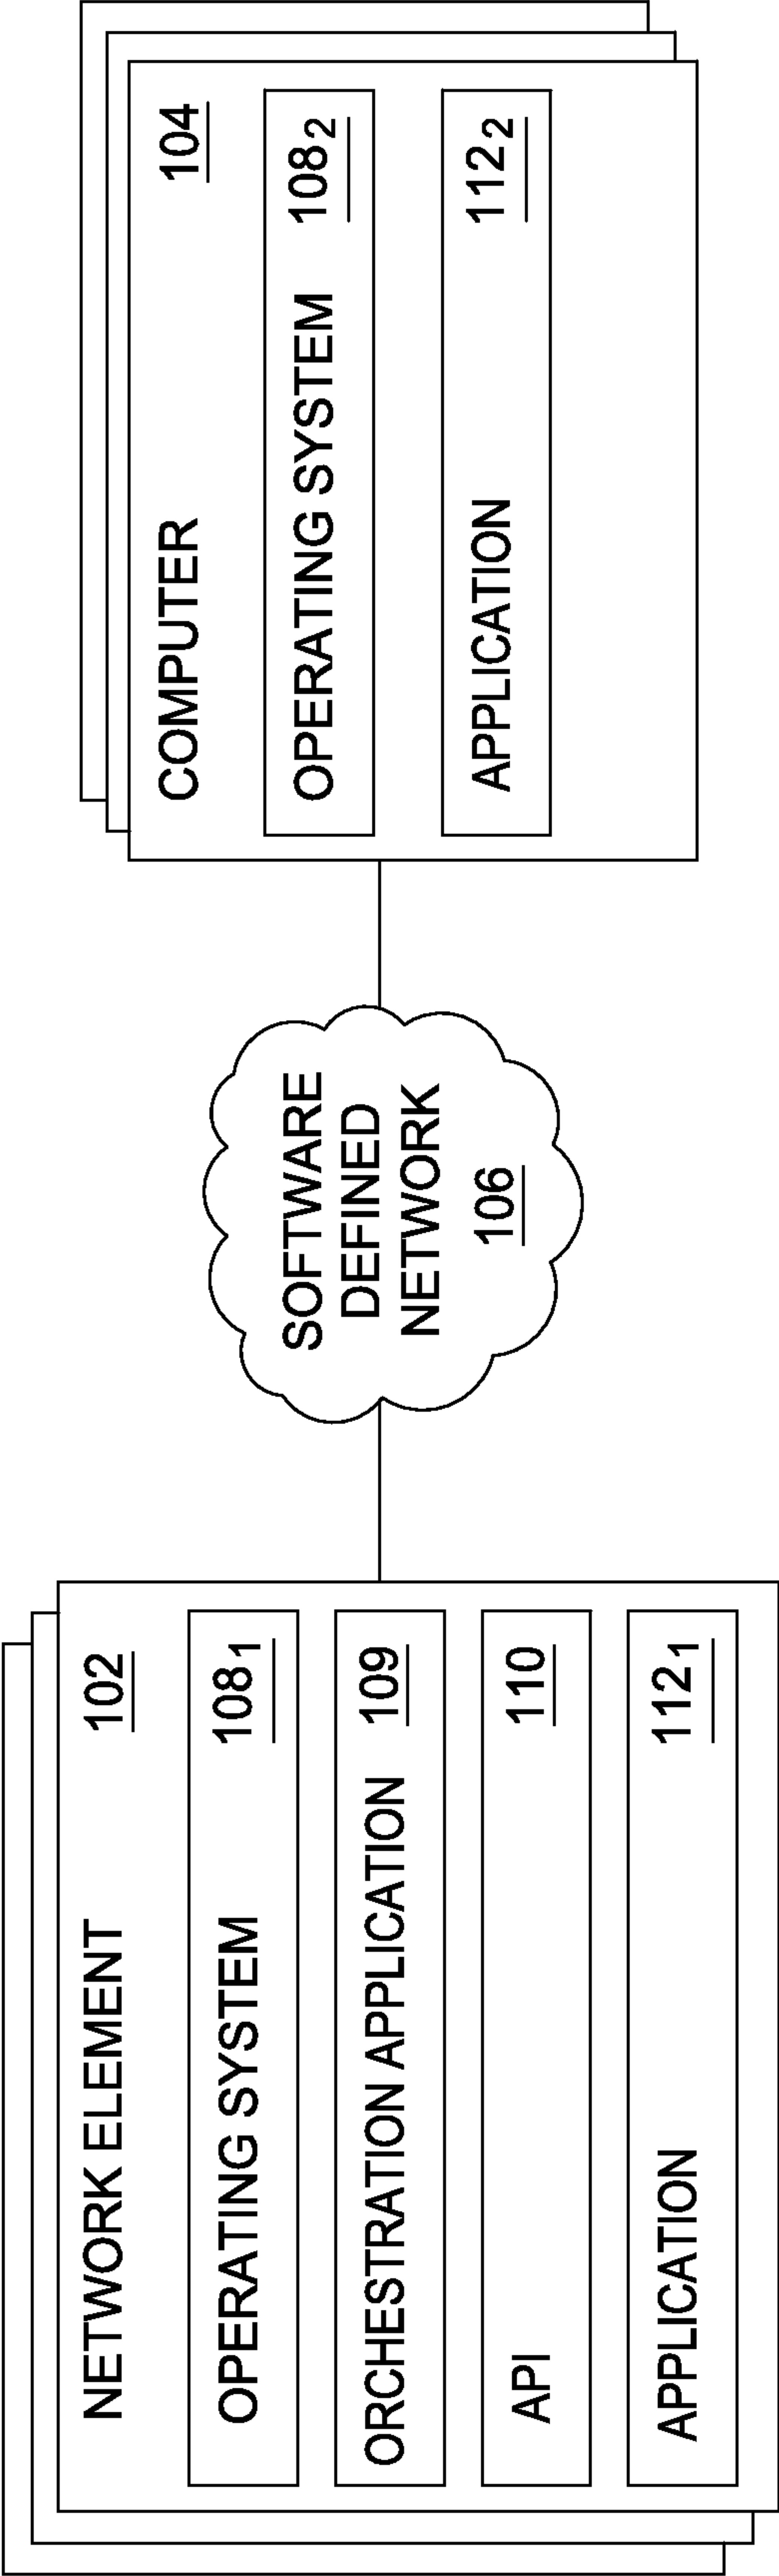 NETWORK ELEMENT 102
OPERATING SYSTEM 108₁
ORCHESTRATION APPLICATION 109
API 110
APPLICATION 112₁
SOFTWARE
DEFINED
NETWORK
106
COMPUTER 104
OPERATING SYSTEM 108₂
APPLICATION 112₂